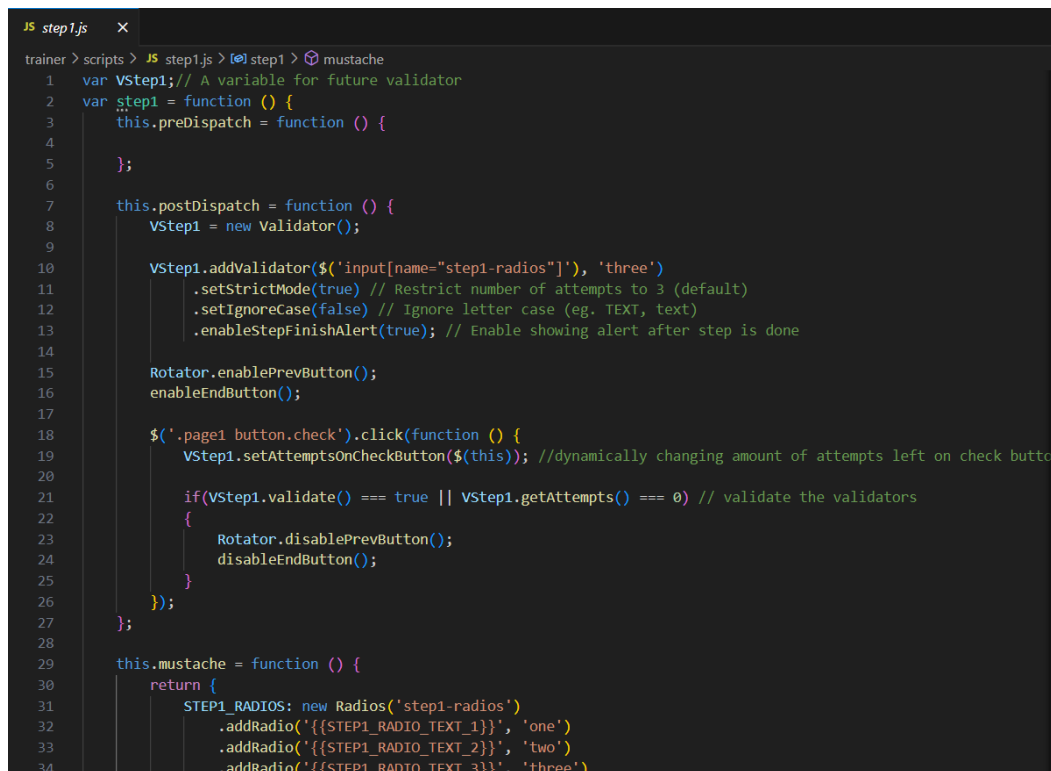 JS step1.js ×
trainer > scripts > JS step1.js > step1 > mustache
1 var VStep1;// A variable for future validator
2 var step1 = function () {
3 this.preDispatch = function () {
4
5 };
6
7 this.postDispatch = function () {
8 VStep1 = new Validator();
9
10 VStep1.addValidator($('input[name="step1-radios"]'), 'three')
11 .setStrictMode(true) // Restrict number of attempts to 3 (default)
12 .setIgnoreCase(false) // Ignore letter case (eg. TEXT, text)
13 .enableStepFinishAlert(true); // Enable showing alert after step is done
14
15 Rotator.enablePrevButton();
16 enableEndButton();
17
18 $('.page1 button.check').click(function () {
19 VStep1.setAttemptsOnCheckButton($(this)); //dynamically changing amount of attempts left on check butto
20
21 if(VStep1.validate() === true || VStep1.getAttempts() === 0) // validate the validators
22 {
23 Rotator.disablePrevButton();
24 disableEndButton();
25 }
26 });
27 };
28
29 this.mustache = function () {
30 return {
31 STEP1_RADIOS: new Radios('step1-radios')
32 .addRadio('{{STEP1_RADIO_TEXT_1}}', 'one')
33 .addRadio('{{STEP1_RADIO_TEXT_2}}', 'two')
34 .addRadio('{{STEP1_RADIO_TEXT_3}}', 'three')